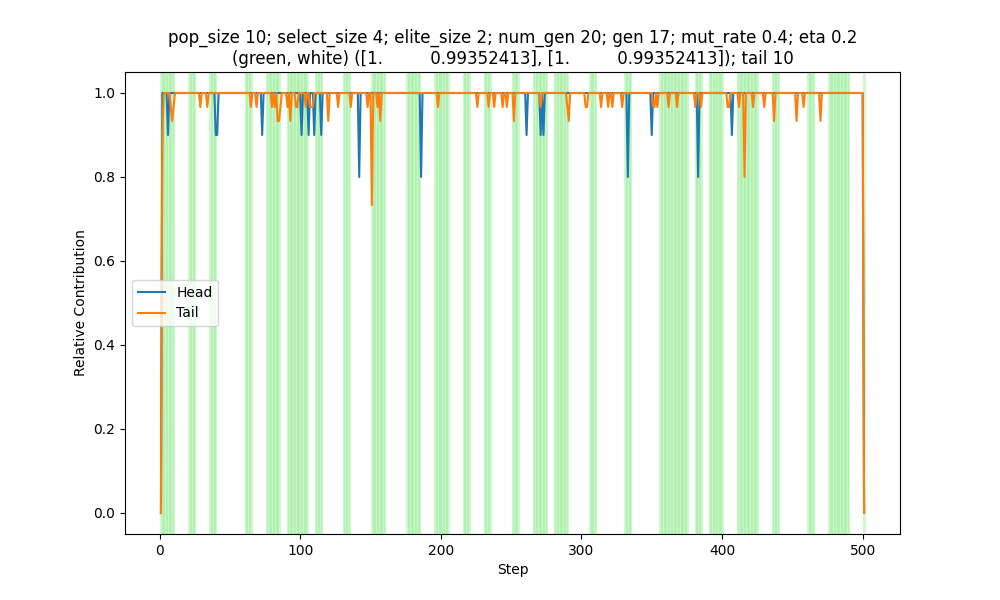 pop_size 10; select_size 4; elite_size 2; num_gen 20; gen 17; mut_rate 0.4; eta 0.2
(green, white) ([1. 0.99352413], [1. 0.99352413]); tail 10
1.0
0.8
0.6
0.4
0.2
0.0
Relative Contribution
Head
Tail
0
100
200
300
400
500
Step